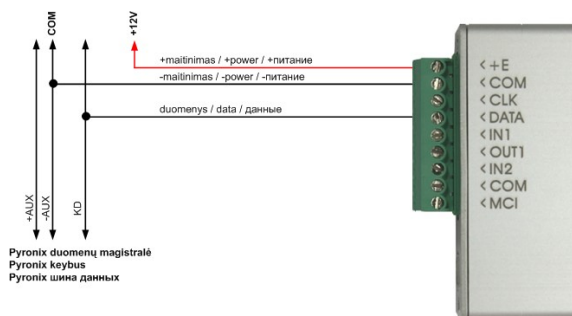 COM
+12V
+maitinimas / +power / +питание
-maitinimas / -power / -питание
duomenys / data / данные
+AUX
-AUX
KD
Pyronix duomenų magistralė
Pyronix keybus
Pyronix шина данных
<+E
<COM
<CLK
<DATA
<IN1
<OUT1
<IN2
<COM
<MCI